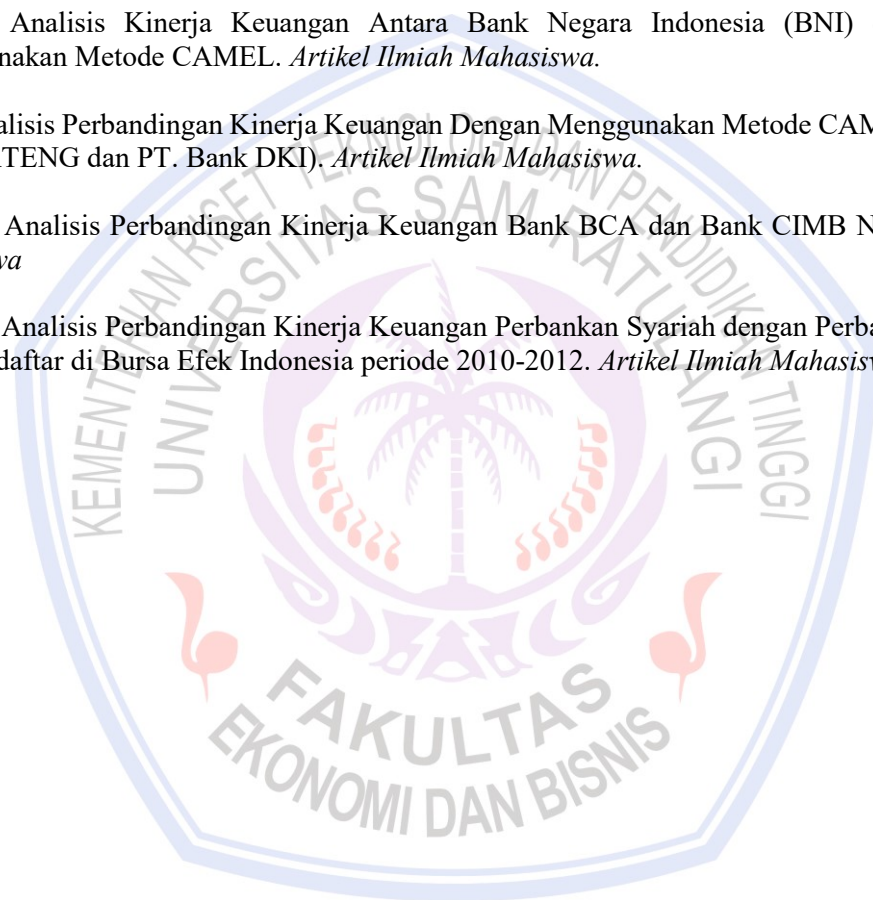 Analisis Kinerja Keuangan Antara Bank Negara Indonesia (BNI)
nakan Metode CAMEL. Artikel Ilmiah Mahasiswa.
alisis Perbandingan Kinerja Keuangan Dengan Menggunakan Metode CAM
ATENG dan PT. Bank DKI). Artikel Ilmiah Mahasiswa.
Analisis Perbandingan Kinerja Keuangan Bank BCA dan Bank CIMB N
wa
Analisis Perbandingan Kinerja Keuangan Perbankan Syariah dengan Perba
daftar di Bursa Efek Indonesia periode 2010-2012. Artikel Ilmiah Mahasisw
KEMENTERIAN RISET TEKNOLOGI DAN PENDIDIKAN TINGGI
UNIVERSITAS SAM RATULANGI
FAKULTAS
EKONOMI DAN BISNIS